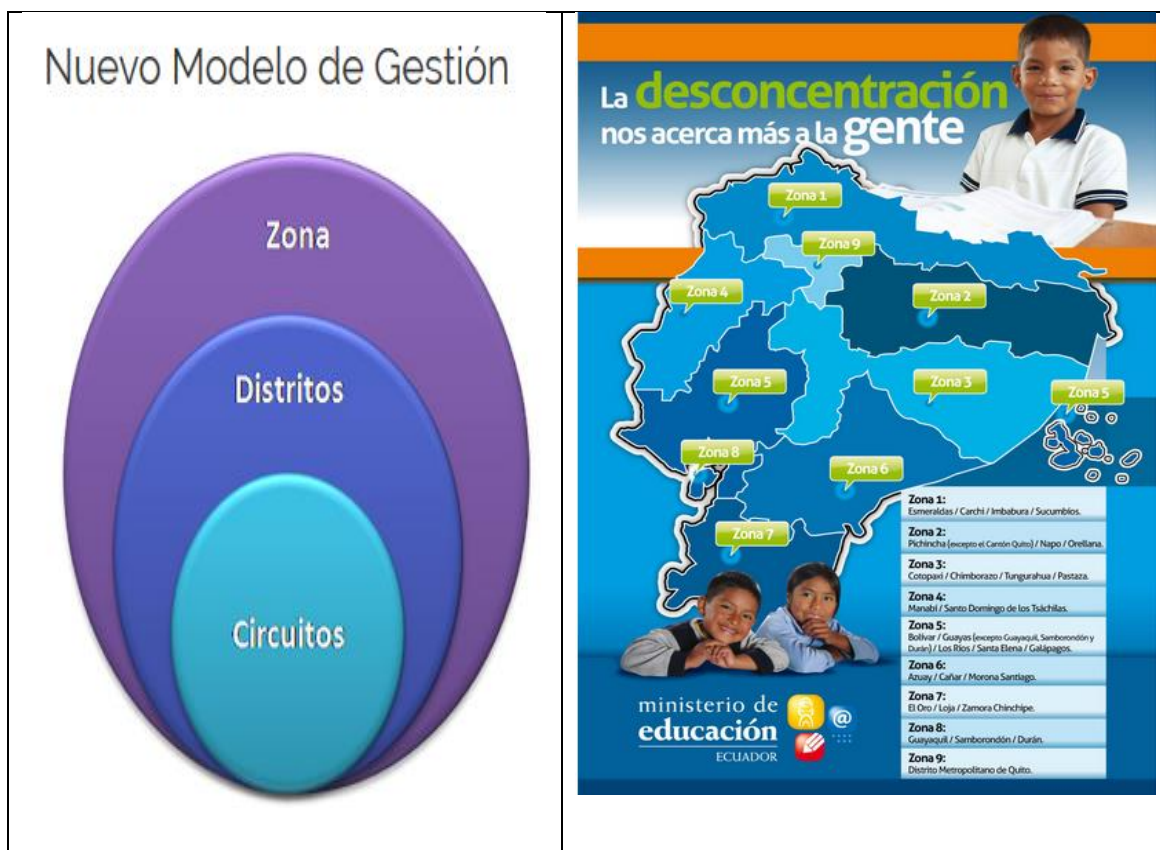 Nuevo Modelo de Gestión
Zona
Distritos
Circuitos
La desconcentración
nos acerca más a la gente
Zona 1
Zona 9
Zona 4
Zona 2
Zona 5
Zona 3
Zona 5
Zona 8
Zona 6
Zona 7
Zona 1:
Esmeraldas / Carchi / Imbabura / Sucumbíos.
Zona 2:
Pichincha (excepto el Cantón Quito) / Napo / Orellana.
Zona 3:
Cotopaxi / Chimborazo / Tungurahua / Pastaza.
Zona 4:
Manabí / Santo Domingo de los Tsáchilas.
Zona 5:
Bolívar / Guayas (excepto Guayaquil, Samborondón y
Durán) / Los Ríos / Santa Elena / Galápagos.
Zona 6:
Azuay / Cañar / Morona Santiago.
Zona 7:
El Oro / Loja / Zamora Chinchipe.
Zona 8:
Guayaquil / Samborondón / Durán.
Zona 9:
Distrito Metropolitano de Quito.
ministerio de
educación
ECUADOR
@